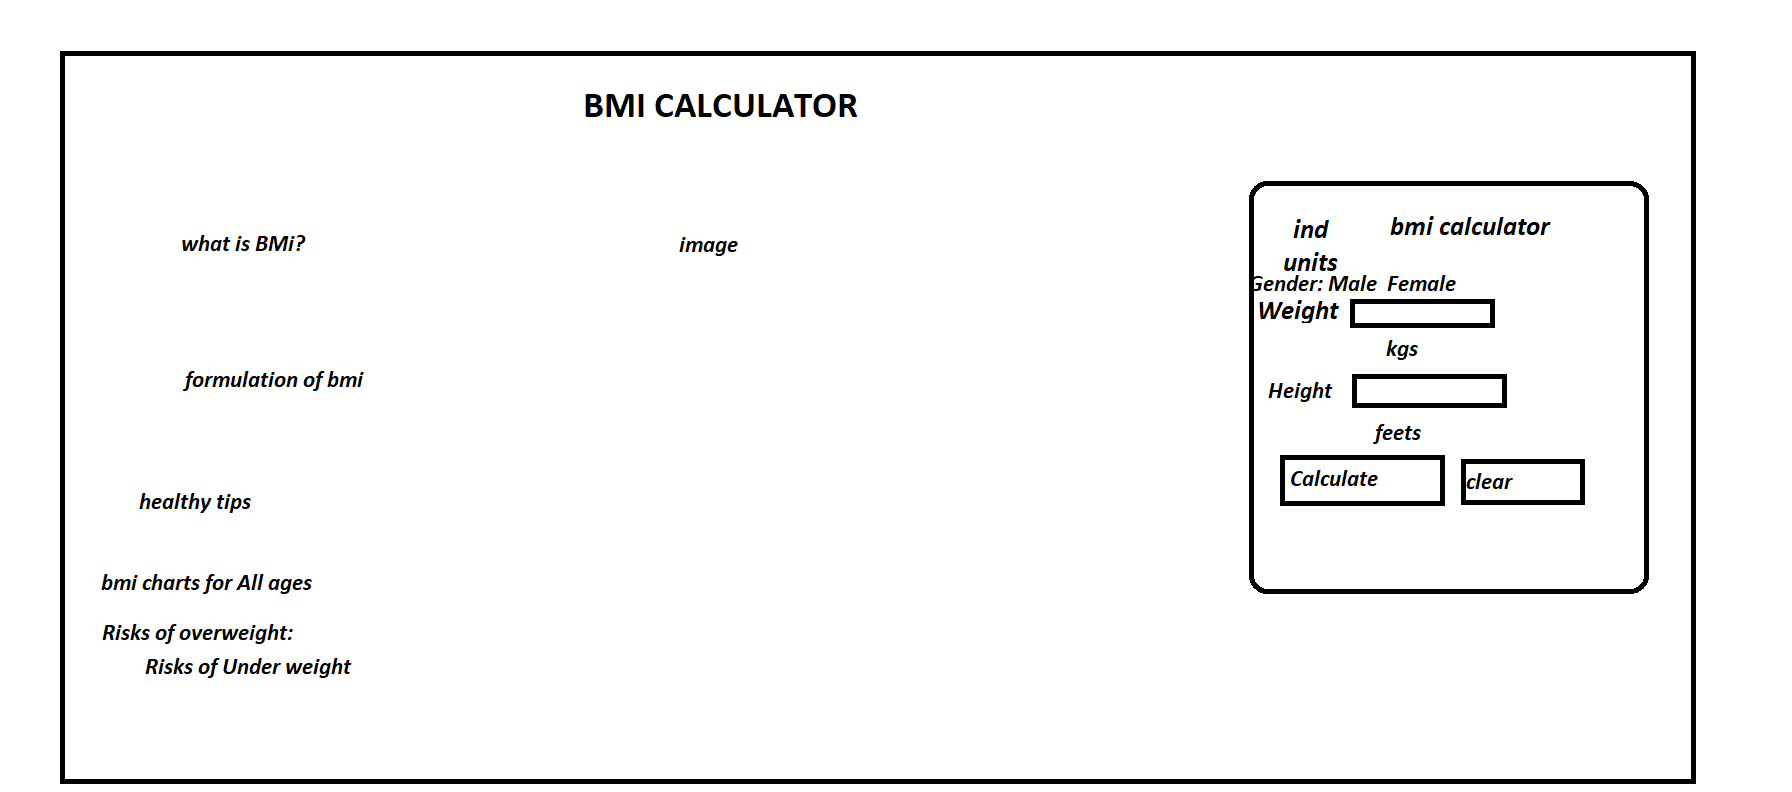 BMI CALCULATOR
what is BMi?
image
formulation of bmi
healthy tips
bmi charts for All ages
Risks of overweight:
Risks of Under weight
ind
units
bmi calculator
Gender: Male Female
Weight
kgs
Height
feets
Calculate
clear